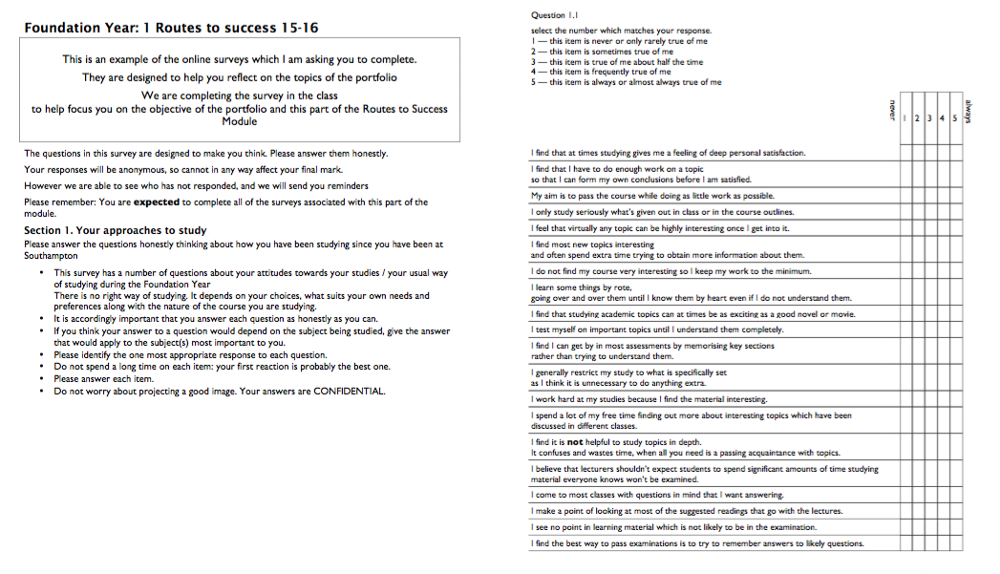 Foundation Year: 1 Routes to success 15-16
This is an example of the online surveys which I am asking you to complete.
They are designed to help you reflect on the topics of the portfolio
We are completing the survey in the class
to help focus you on the objective of the portfolio and this part of the Routes to Success
Module
The questions in this survey are designed to make you think. Please answer them honestly.
Your responses will be anonymous, so cannot in any way affect your final mark.
However we are able to see who has not responded, and we will send you reminders
Please remember: You are expected to complete all of the surveys associated with this part of the
module.
Section 1. Your approaches to study
Please answer the questions honestly thinking about how you have been studying since you have been at
Southampton
• This survey has a number of questions about your attitudes towards your studies / your usual way
of studying during the Foundation Year
There is no right way of studying. It depends on your choices, what suits your own needs and
preferences along with the nature of the course you are studying.
• It is accordingly important that you answer each question as honestly as you can.
• If you think your answer to a question would depend on the subject being studied, give the answer
that would apply to the subject(s) most important to you.
• Please identify the one most appropriate response to each question.
• Do not spend a long time on each item: your first reaction is probably the best one.
• Please answer each item.
• Do not worry about projecting a good image. Your answers are CONFIDENTIAL.
Question 1.1
select the number which matches your response.
1 — this item is never or only rarely true of me
2 — this item is sometimes true of me
3 — this item is true of me about half the time
4 — this item is frequently true of me
5 — this item is always or almost always true of me
never 1 2 3 4 5 always
I find that at times studying gives me a feeling of deep personal satisfaction.
I find that I have to do enough work on a topic
so that I can form my own conclusions before I am satisfied.
My aim is to pass the course while doing as little work as possible.
I only study seriously what's given out in class or in the course outlines.
I feel that virtually any topic can be highly interesting once I get into it.
I find most new topics interesting
and often spend extra time trying to obtain more information about them.
I do not find my course very interesting so I keep my work to the minimum.
I learn some things by rote,
going over and over them until I know them by heart even if I do not understand them.
I find that studying academic topics can at times be as exciting as a good novel or movie.
I test myself on important topics until I understand them completely.
I find I can get by in most assessments by memorising key sections
rather than trying to understand them.
I generally restrict my study to what is specifically set
as I think it is unnecessary to do anything extra.
I work hard at my studies because I find the material interesting.
I spend a lot of my free time finding out more about interesting topics which have been
discussed in different classes.
I find it is not helpful to study topics in depth.
It confuses and wastes time, when all you need is a passing acquaintance with topics.
I believe that lecturers shouldn't expect students to spend significant amounts of time studying
material everyone knows won't be examined.
I come to most classes with questions in mind that I want answering.
I make a point of looking at most of the suggested readings that go with the lectures.
I see no point in learning material which is not likely to be in the examination.
I find the best way to pass examinations is to try to remember answers to likely questions.